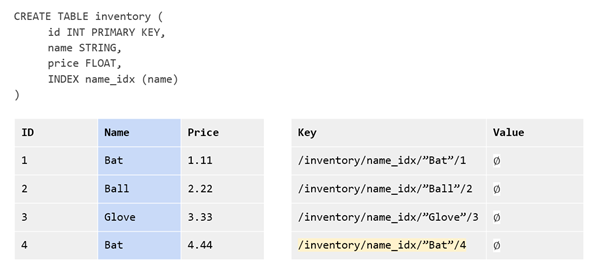 CREATE TABLE inventory (
id INT PRIMARY KEY,
name STRING,
price FLOAT,
INDEX name_idx (name)
)
ID Name Price Key Value
1 Bat 1.11 /inventory/name_idx/”Bat”/1 ∅
2 Ball 2.22 /inventory/name_idx/”Ball”/2 ∅
3 Glove 3.33 /inventory/name_idx/”Glove”/3 ∅
4 Bat 4.44 /inventory/name_idx/”Bat”/4 ∅